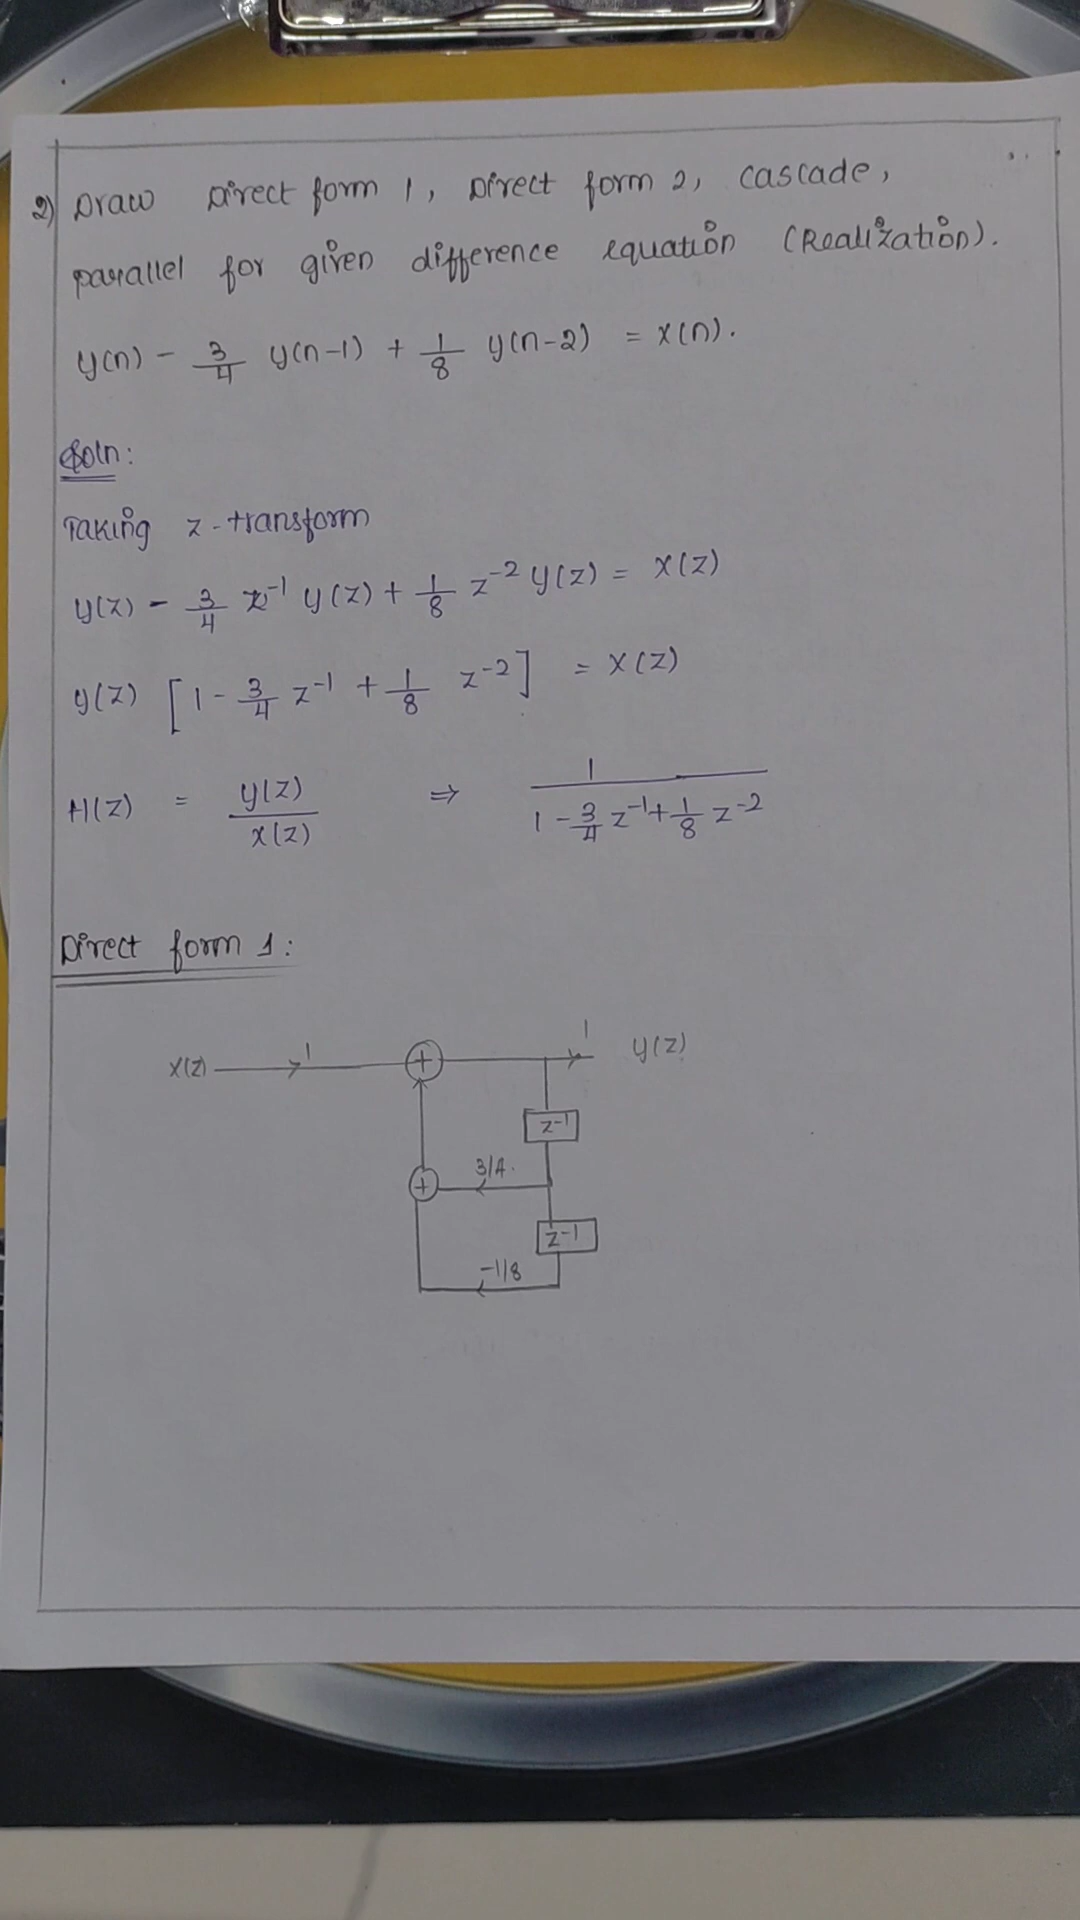 2) Draw Direct form 1, Direct form 2, cascade,
parallel for given difference equation (Realization).
y(n) - 3/4 y(n-1) + 1/8 y(n-2) = x(n).
Soln:
Taking z-transform
y(z) - 3/4 z⁻¹ y(z) + 1/8 z⁻² y(z) = x(z)
y(z) [1 - 3/4 z⁻¹ + 1/8 z⁻²] = x(z)
H(z) = y(z)/x(z) ⇒ 1/(1 - 3/4 z⁻¹ + 1/8 z⁻²)
Direct form 1:
x(z) 1 + 1 y(z)
z⁻¹
+ 3/4.
z⁻¹
-1/8